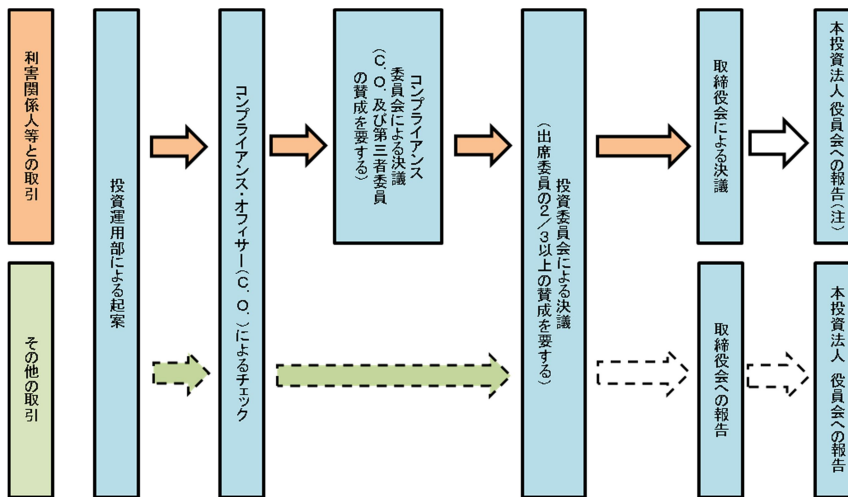 利害関係人等との取引
その他の取引
投資運用部による起案
コンプライアンス・オフィサー(C.O.)によるチェック
コンプライアンス
委員会による決議
(C.O.及び第三者委員
の賛成を要する)
投資委員会による決議
(出席委員の2/3以上の賛成を要する)
取締役会による決議
本投資法人 役員会への報告(注)
取締役会への報告
本投資法人 役員会への報告